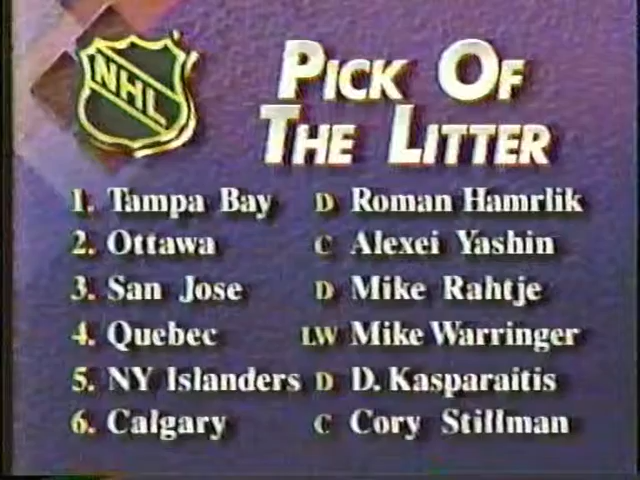 NHL
PICK OF
THE LITTER
1. Tampa Bay D Roman Hamrlik
2. Ottawa C Alexei Yashin
3. San Jose D Mike Rahtje
4. Quebec LW Mike Warringer
5. NY Islanders D D. Kasparaitis
6. Calgary C Cory Stillman